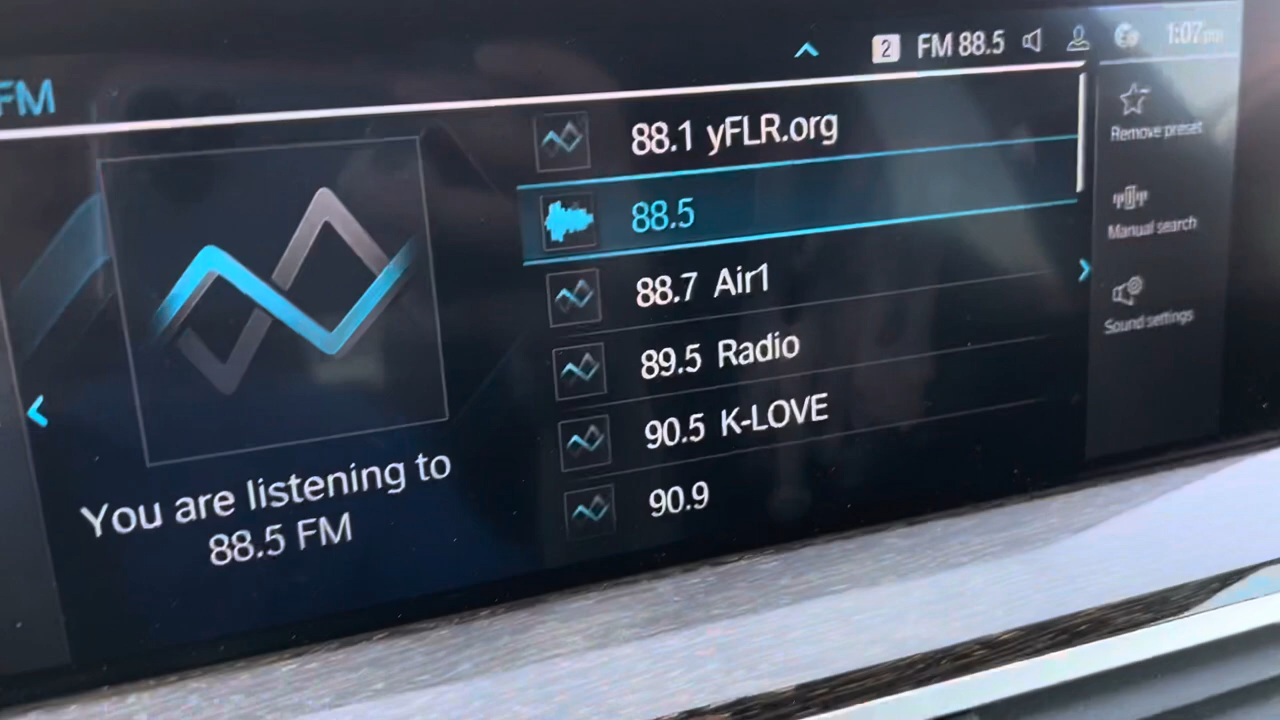 2 FM 88.5 1:07 pm
FM
88.1 yFLR.org
88.5
88.7 Air1
89.5 Radio
90.5 K-LOVE
90.9
You are listening to
88.5 FM
Remove preset
Manual search
Sound settings